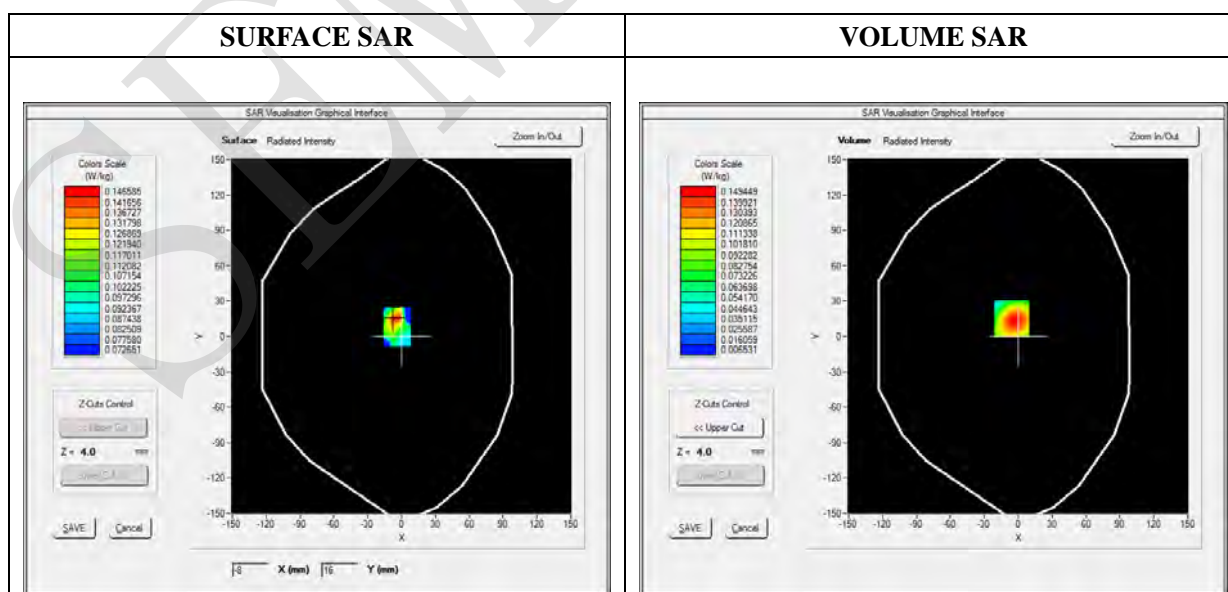 SURFACE SAR
VOLUME SAR
SAR Visualisation Graphical Interface
Surface Radiated Intensity
Zoom In/Out
Colors Scale
(W/kg)
0.146585
0.141656
0.136727
0.131798
0.126869
0.121940
0.117011
0.112082
0.107154
0.102225
0.097296
0.092367
0.087438
0.082509
0.077580
0.072651
Z-Cuts Control
<< Upper Cut
Z = 4.0 mm
SAVE Cancel
150
120
90
60
30
0
-30
-60
-90
-120
-150
Y
-150 -120 -90 -60 -30 0 30 60 90 120 150
X
-8 X (mm) 16 Y (mm)
SAR Visualisation Graphical Interface
Volume Radiated Intensity
Zoom In/Out
Colors Scale
(W/kg)
0.149449
0.139921
0.130393
0.120865
0.111338
0.101810
0.092282
0.082754
0.073226
0.063698
0.054170
0.044643
0.035115
0.025587
0.016059
0.006531
Z-Cuts Control
<< Upper Cut
Z = 4.0 mm
SAVE Cancel
150
120
90
60
30
0
-30
-60
-90
-120
-150
Y
-150 -120 -90 -60 -30 0 30 60 90 120 150
X